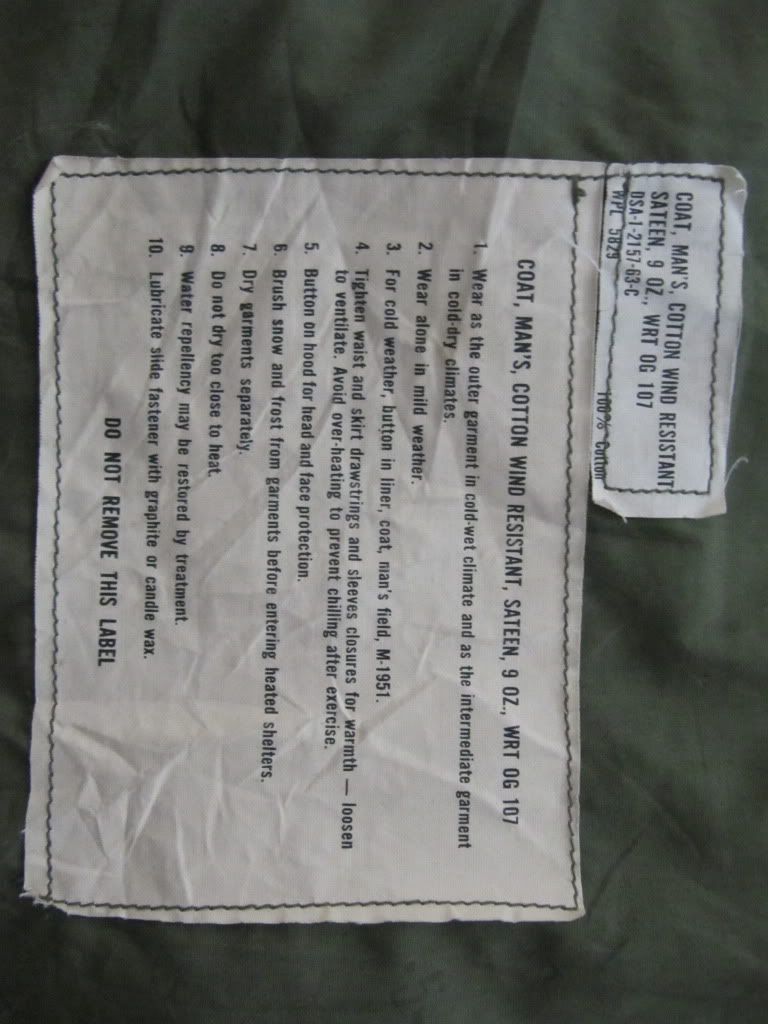 COAT, MAN'S, COTTON WIND RESISTANT
SATEEN, 9 OZ., WRT OG 107
DSA-1-2157-63-C
WPL 5829
100% Cotton
COAT, MAN'S, COTTON WIND RESISTANT, SATEEN, 9 OZ., WRT OG 107
1. Wear as the outer garment in cold-wet climate and as the intermediate garment
in cold-dry climates.
2. Wear alone in mild weather.
3. For cold weather, button in liner, coat, man's field, M-1951.
4. Tighten waist and skirt drawstrings and sleeves closures for warmth — loosen
to ventilate. Avoid over-heating to prevent chilling after exercise.
5. Button on hood for head and face protection.
6. Brush snow and frost from garments before entering heated shelters.
7. Dry garments separately.
8. Do not dry too close to heat.
9. Water repellency may be restored by treatment.
10. Lubricate slide fastener with graphite or candle wax.
DO NOT REMOVE THIS LABEL